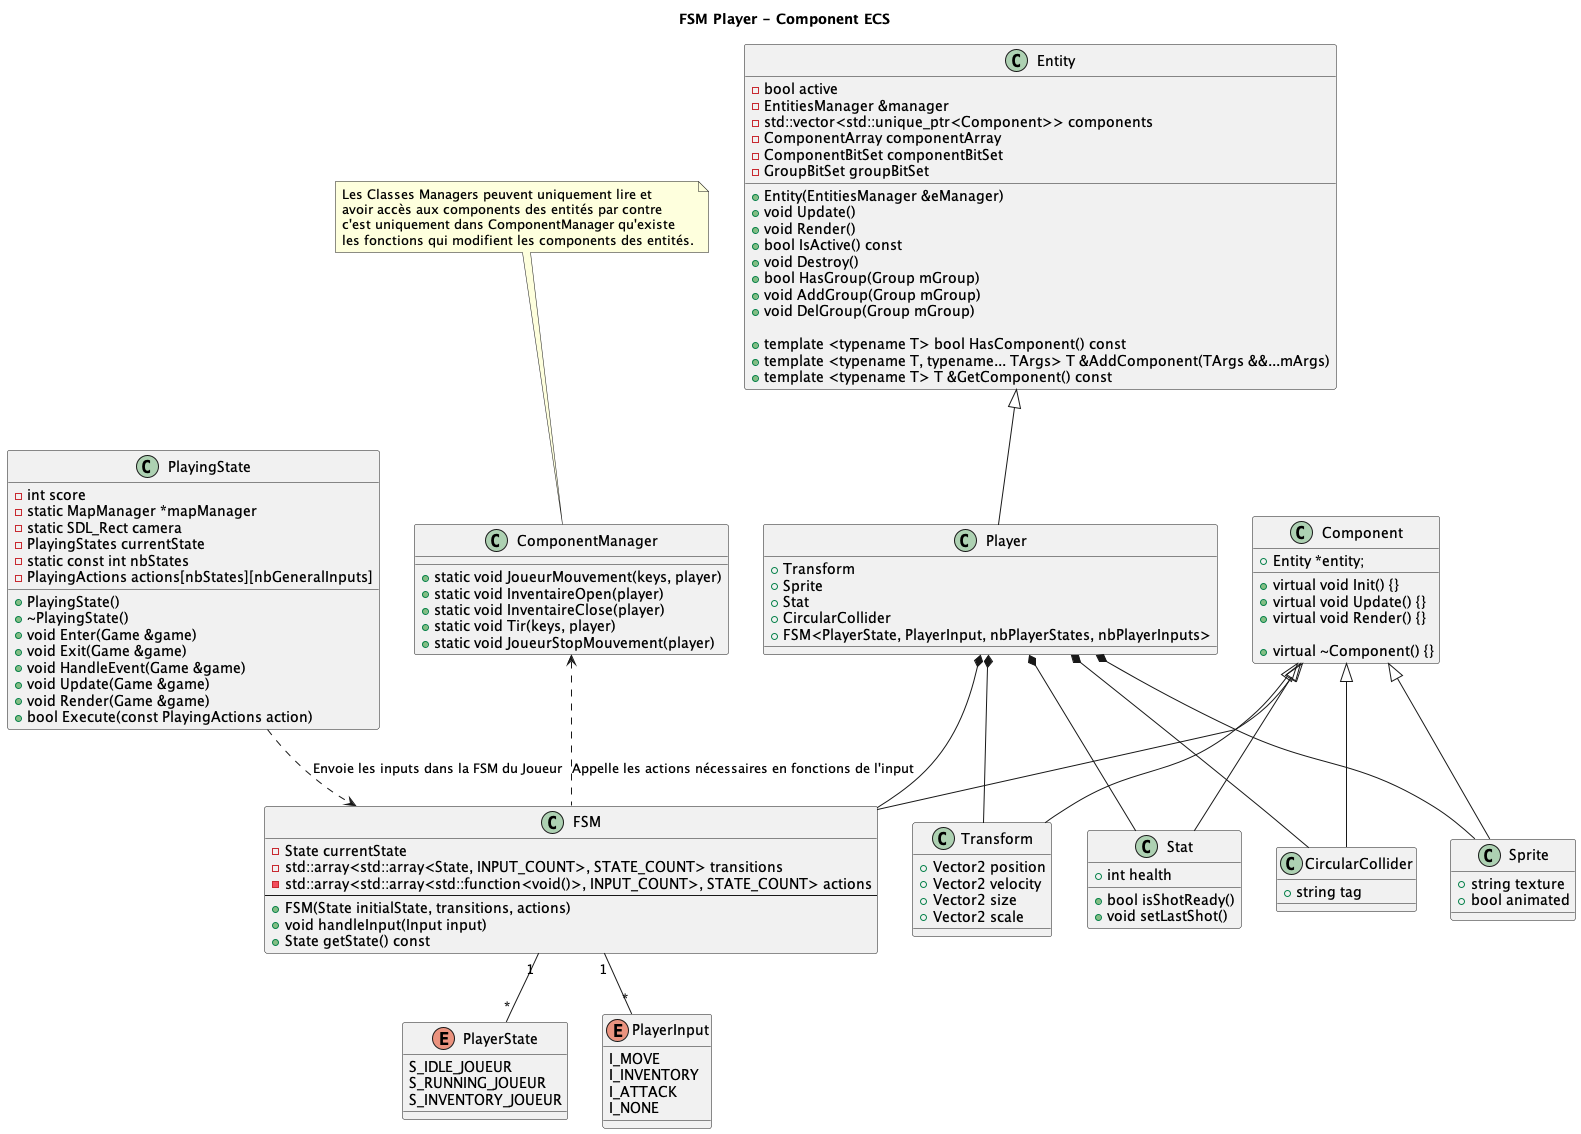 FSM Player - Component ECS
C Entity
bool active
EntitiesManager &manager
std::vector<std::unique_ptr<Component>> components
ComponentArray componentArray
ComponentBitSet componentBitSet
GroupBitSet groupBitSet
Entity(EntitiesManager &eManager)
void Update()
void Render()
bool IsActive() const
void Destroy()
bool HasGroup(Group mGroup)
void AddGroup(Group mGroup)
void DelGroup(Group mGroup)
template <typename T> bool HasComponent() const
template <typename T, typename... TArgs> T &AddComponent(TArgs &&...mArgs)
template <typename T> T &GetComponent() const
Les Classes Managers peuvent uniquement lire et
avoir accès aux components des entités par contre
c'est uniquement dans ComponentManager qu'existe
les fonctions qui modifient les components des entités.
C PlayingState
int score
static MapManager *mapManager
static SDL_Rect camera
PlayingStates currentState
static const int nbStates
PlayingActions actions[nbStates][nbGeneralInputs]
PlayingState()
~PlayingState()
void Enter(Game &game)
void Exit(Game &game)
void HandleEvent(Game &game)
void Update(Game &game)
void Render(Game &game)
bool Execute(const PlayingActions action)
C ComponentManager
static void JoueurMouvement(keys, player)
static void InventaireOpen(player)
static void InventaireClose(player)
static void Tir(keys, player)
static void JoueurStopMouvement(player)
C Player
Transform
Sprite
Stat
CircularCollider
FSM<PlayerState, PlayerInput, nbPlayerStates, nbPlayerInputs>
C Component
Entity *entity;
virtual void Init() {}
virtual void Update() {}
virtual void Render() {}
virtual ~Component() {}
Envoie les inputs dans la FSM du Joueur
Appelle les actions nécessaires en fonctions de l'input
C FSM
State currentState
std::array<std::array<State, INPUT_COUNT>, STATE_COUNT> transitions
std::array<std::array<std::function<void()>, INPUT_COUNT>, STATE_COUNT> actions
FSM(State initialState, transitions, actions)
void handleInput(Input input)
State getState() const
C Transform
Vector2 position
Vector2 velocity
Vector2 size
Vector2 scale
C Stat
int health
bool isShotReady()
void setLastShot()
C CircularCollider
string tag
C Sprite
string texture
bool animated
1
*
1
*
E PlayerState
S_IDLE_JOUEUR
S_RUNNING_JOUEUR
S_INVENTORY_JOUEUR
E PlayerInput
I_MOVE
I_INVENTORY
I_ATTACK
I_NONE